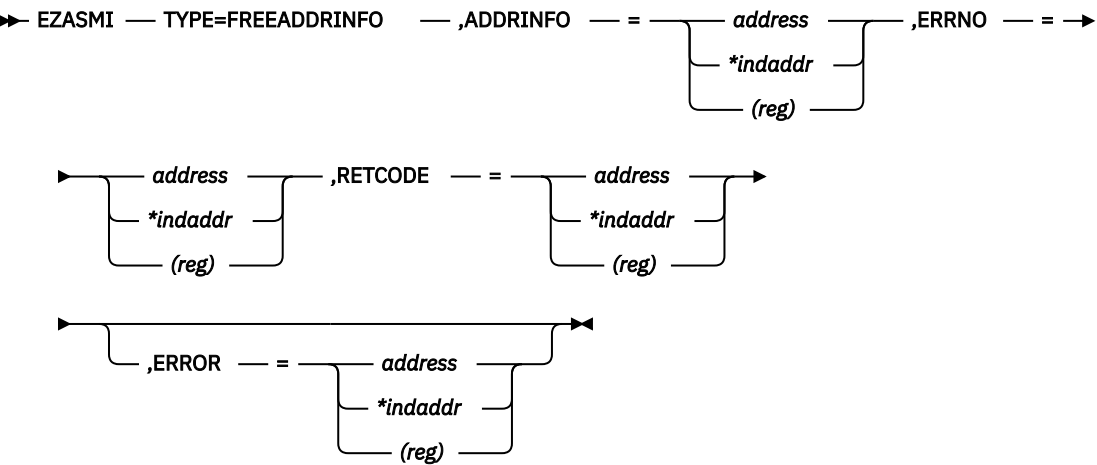 EZASMI TYPE=FREEADDRINFO ,ADDRINFO = address ,ERRNO =
*indaddr
(reg)
address ,RETCODE = address
*indaddr *indaddr
(reg) (reg)
,ERROR = address
*indaddr
(reg)